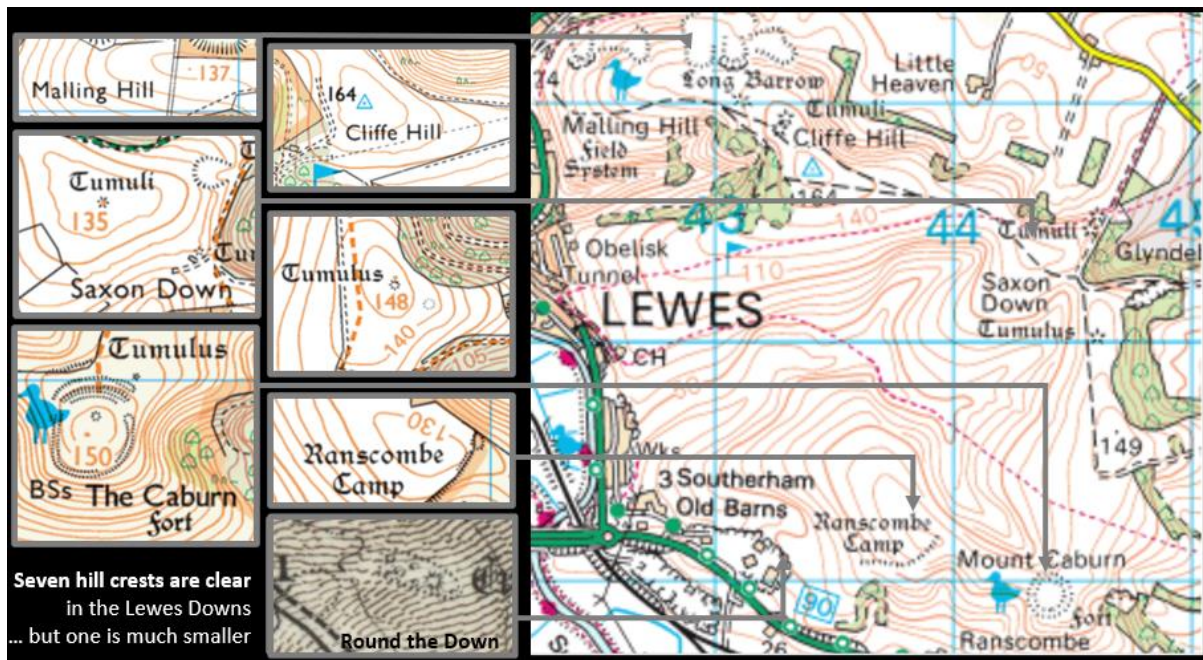 137
Malling Hill
164
Cliffe Hill
Tumuli
135
Saxon Down
Tumulus
148
140
105
Tumulus
150
BSs The Caburn
Fort
130
Ranscombe
Camp
Round the Down
Seven hill crests are clear
in the Lewes Downs
... but one is much smaller
Long Barrow
Little
Heaven
50
Tumuli
Malling Hill
Cliffe Hill
Field
System
164
43
140
44
Tumuli
Glynde
Obelisk
Tunnel
110
Saxon
Down
Tumulus
LEWES
CH
50
149
Wks
3 Southerham
Old Barns
Ranscombe
Camp
Mount Caburn
90
Fort
26
Ranscombe